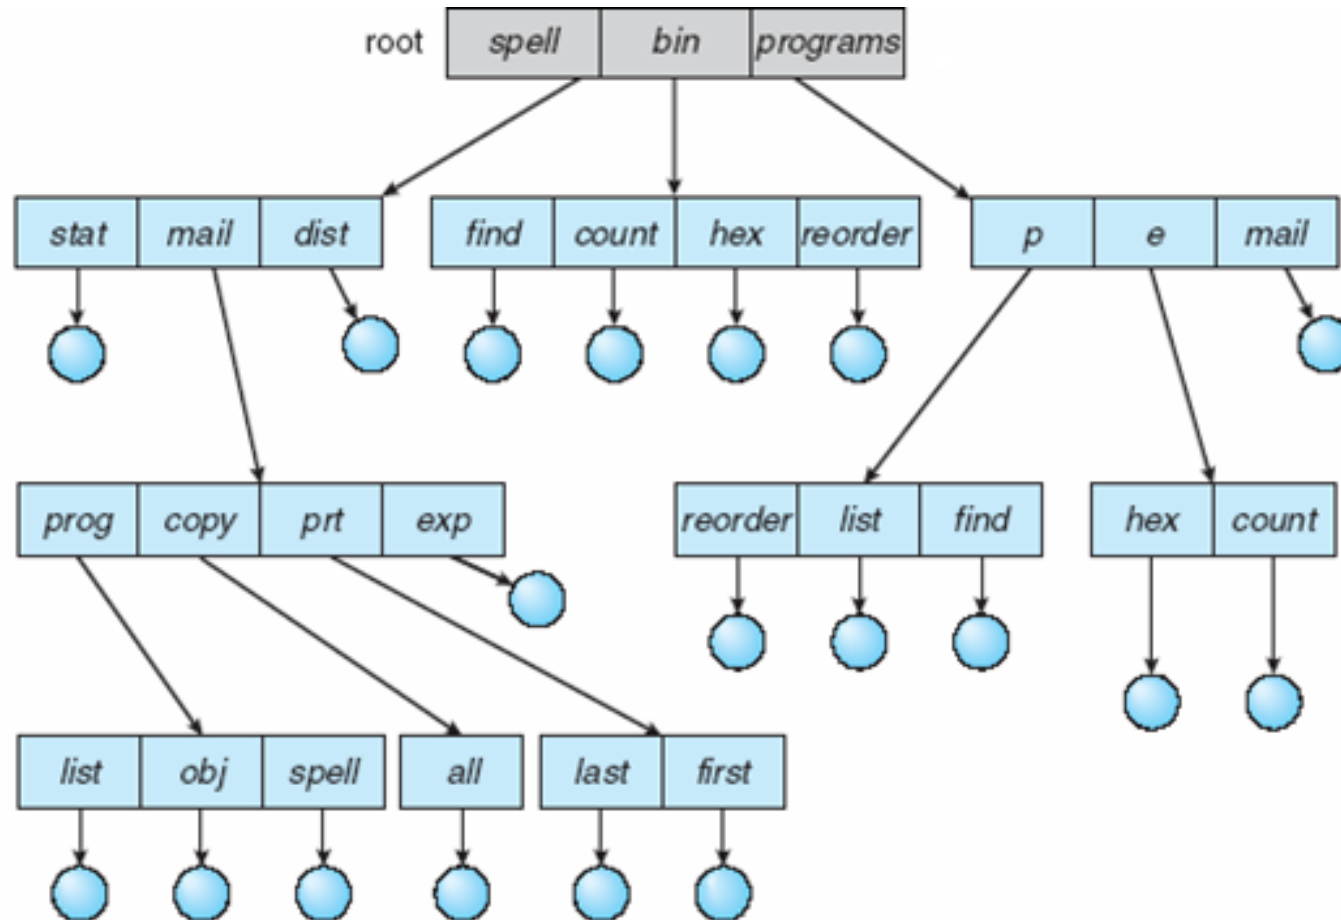 root spell bin programs
stat mail dist find count hex reorder p e mail
prog copy prt exp reorder list find hex count
list obj spell all last first